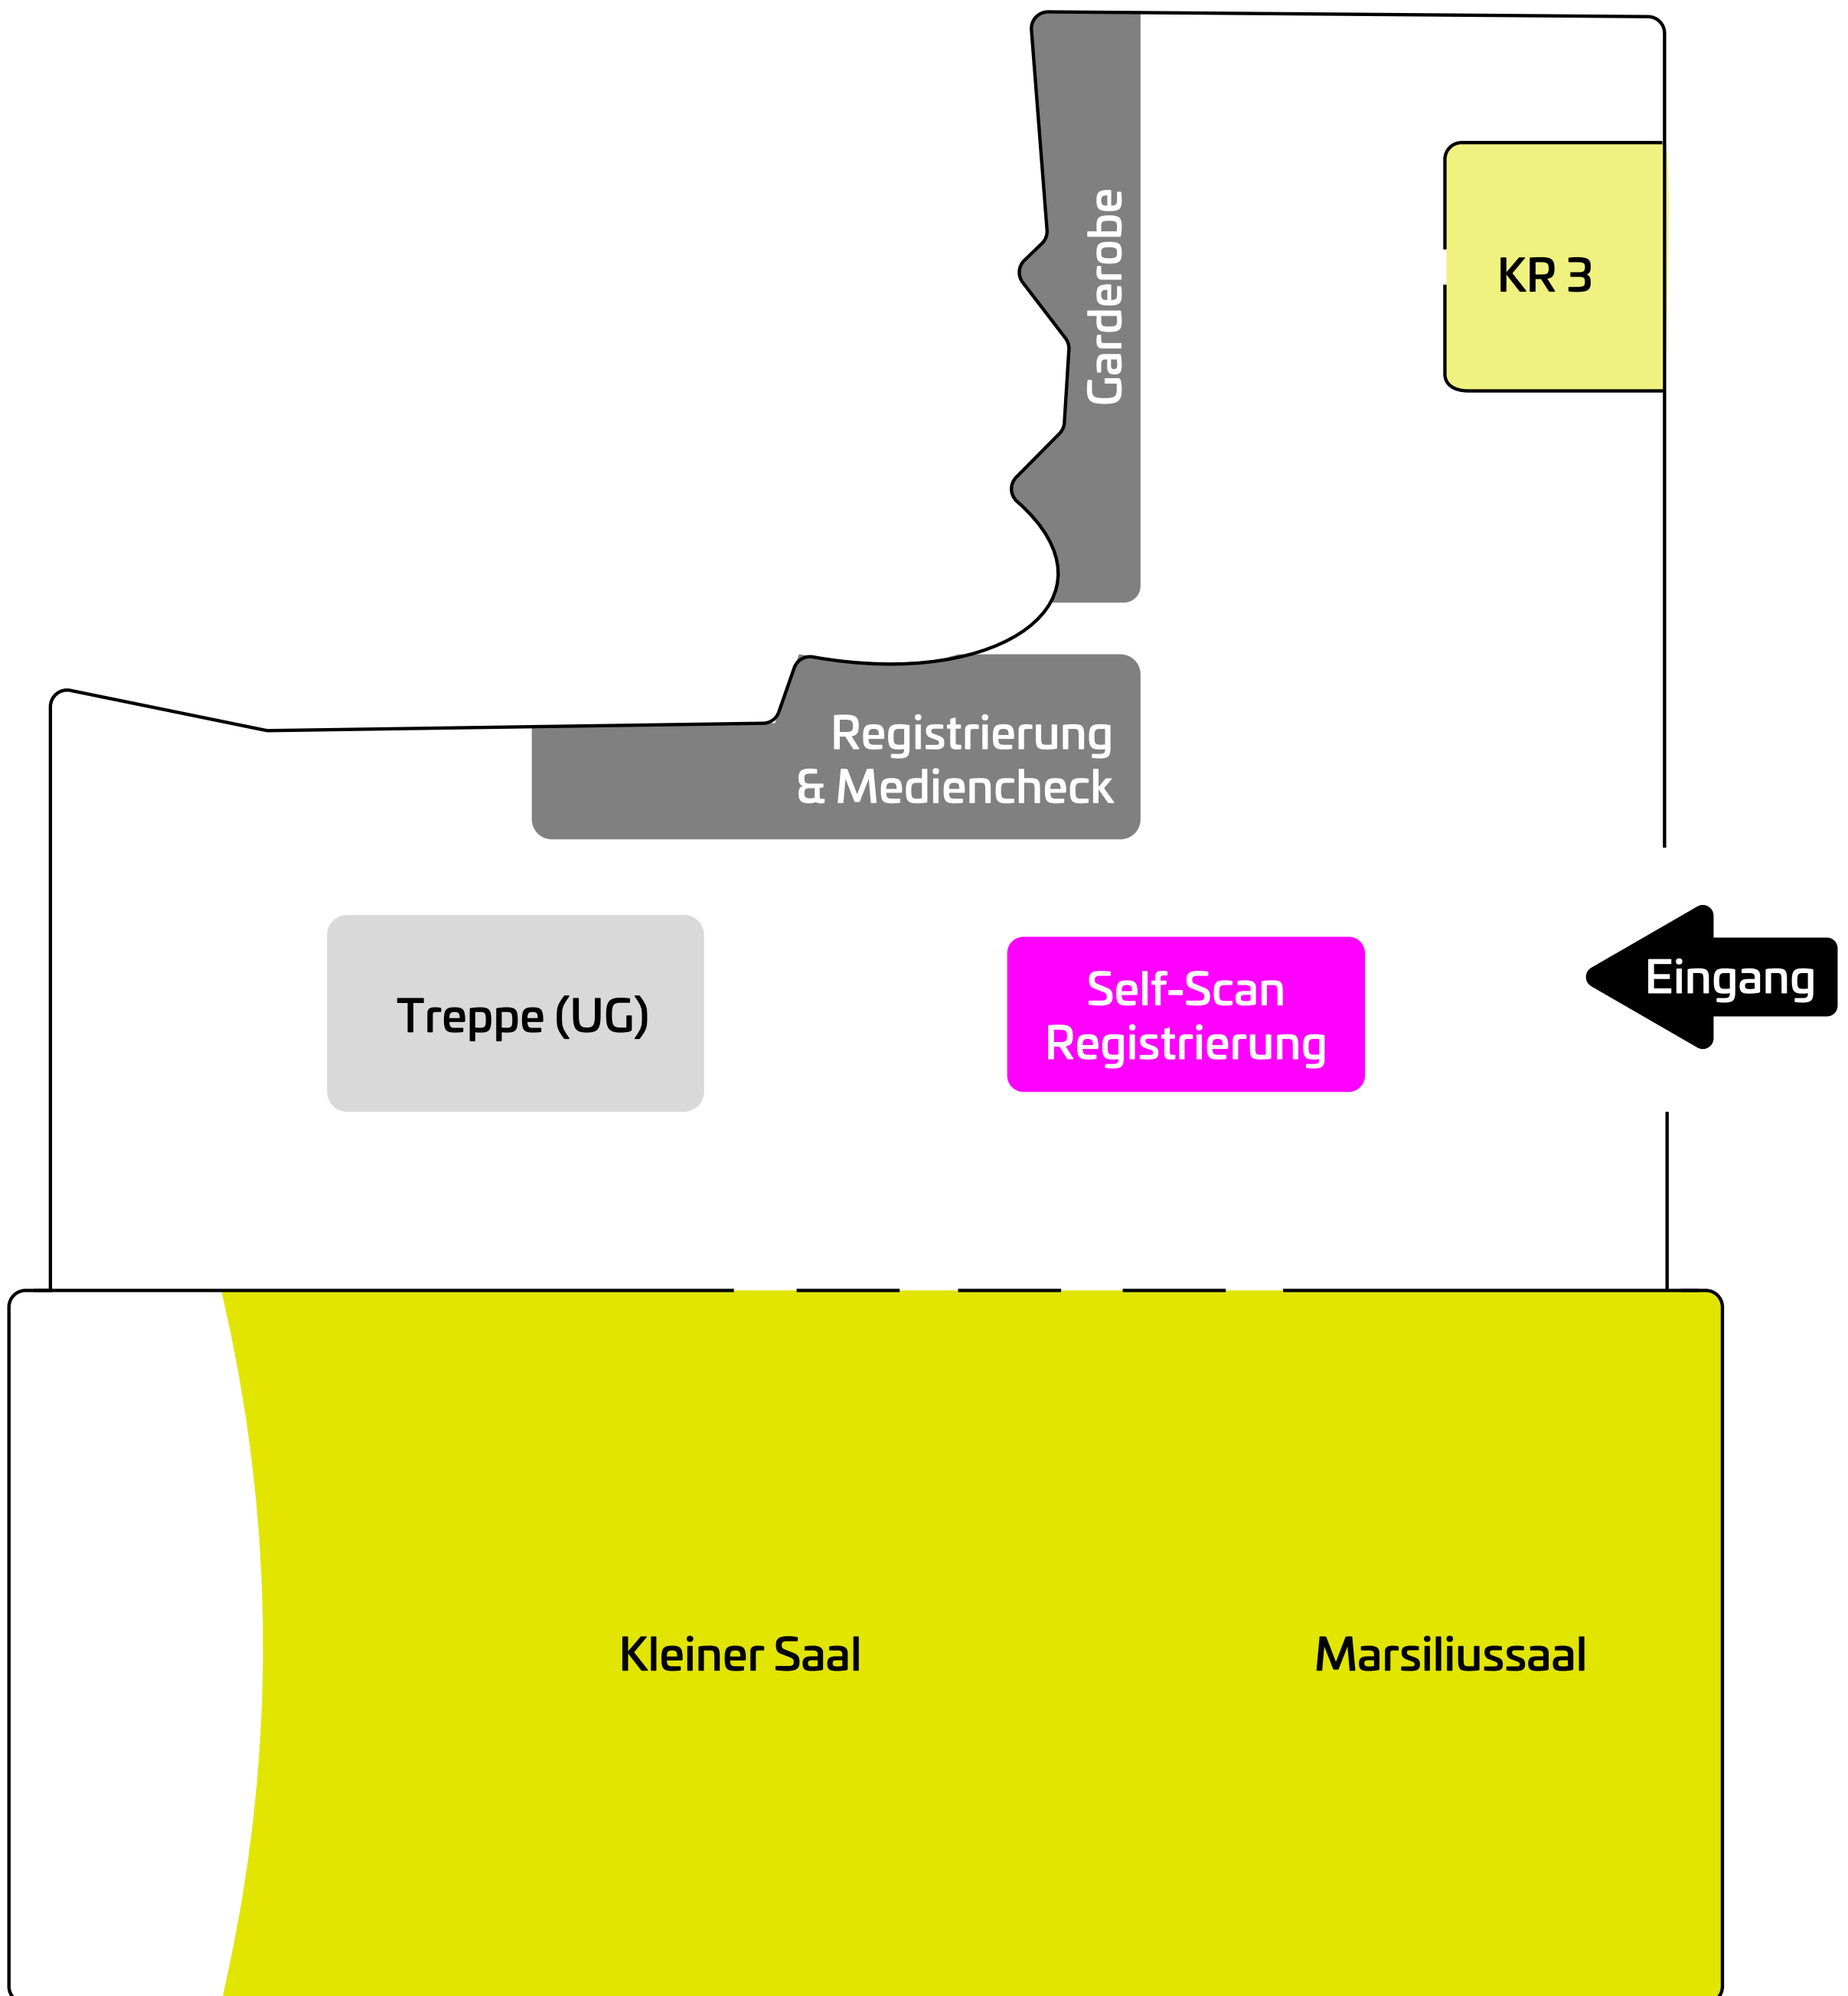 Garderobe
KR 3
Registrierung
& Mediencheck
Treppe (UG)
Self-Scan
Registrierung
Eingang
Kleiner Saal
Marsiliussaal